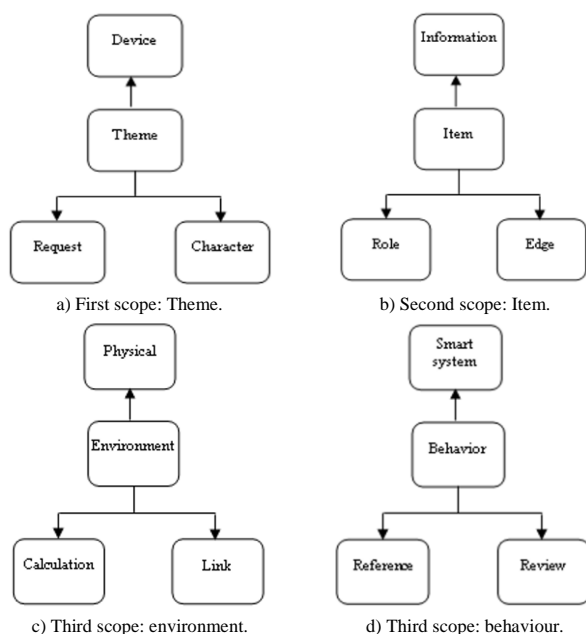 Device
Theme
Request
Character
a) First scope: Theme.
Information
Item
Role
Edge
b) Second scope: Item.
Physical
Environment
Calculation
Link
c) Third scope: environment.
Smart
system
Behavior
Reference
Review
d) Third scope: behaviour.